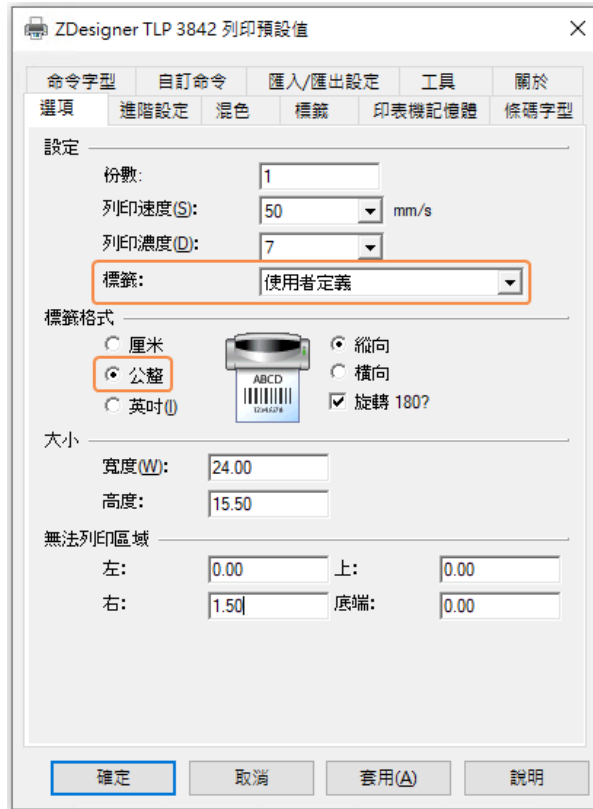 ZDesigner TLP 3842 列印預設值
命令字型 自訂命令 匯入/匯出設定 工具 關於
選項 進階設定 混色 標籤 印表機記憶體 條碼字型
設定
份數: 1
列印速度(S): 50 mm/s
列印濃度(D): 7
標籤: 使用者定義
標籤格式
厘米
公釐
英吋(I)
ABCD
12345678
縱向
橫向
旋轉 180?
大小
寬度(W): 24.00
高度: 15.50
無法列印區域
左: 0.00 上: 0.00
右: 1.50 底端: 0.00
確定 取消 套用(A) 說明